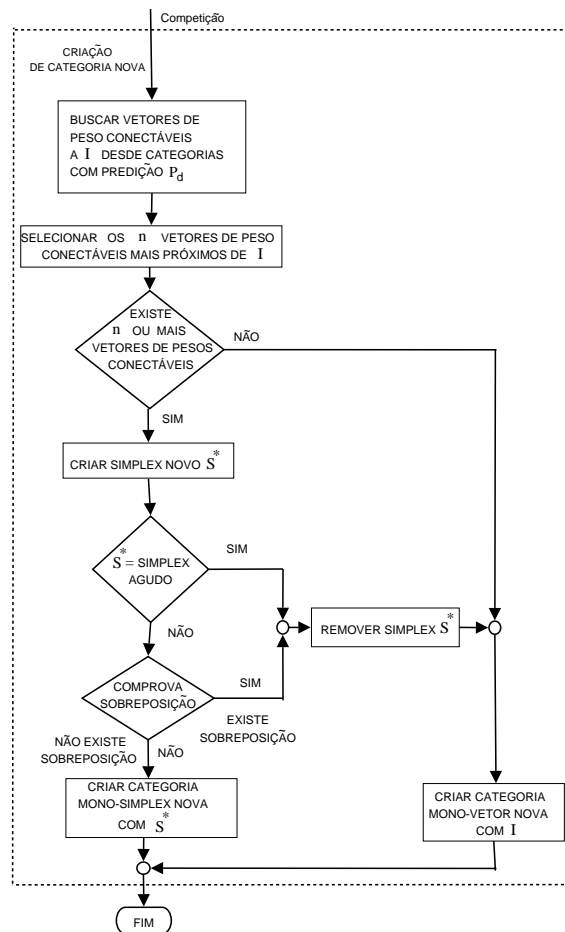 Competição
CRIAÇÃO
DE CATEGORIA NOVA
BUSCAR VETORES DE
PESO CONECTÁVEIS
A I DESDE CATEGORIAS
COM PREDIÇÃO Pd
SELECIONAR OS n VETORES DE PESO
CONECTÁVEIS MAIS PRÓXIMOS DE I
EXISTE
n OU MAIS
VETORES DE PESOS
CONECTÁVEIS
NÃO
SIM
CRIAR SIMPLEX NOVO S*
S* = SIMPLEX
AGUDO
SIM
NÃO
REMOVER SIMPLEX S*
COMPROVA
SOBREPOSIÇÃO
SIM
EXISTE
SOBREPOSIÇÃO
NÃO EXISTE
SOBREPOSIÇÃO
NÃO
CRIAR CATEGORIA
MONO-SIMPLEX NOVA
COM S*
CRIAR CATEGORIA
MONO-VETOR NOVA
COM I
FIM